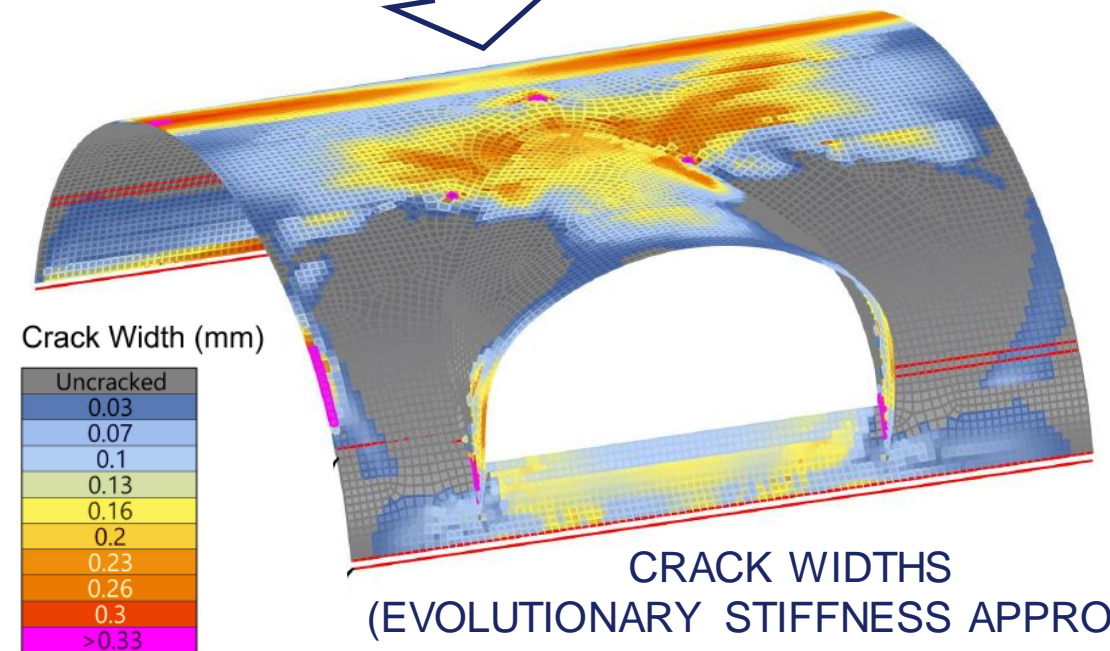 Crack Width (mm)
Uncracked
0.03
0.07
0.1
0.13
0.16
0.2
0.23
0.26
0.3
>0.33
CRACK WIDTHS
(EVOLUTIONARY STIFFNESS APPRO